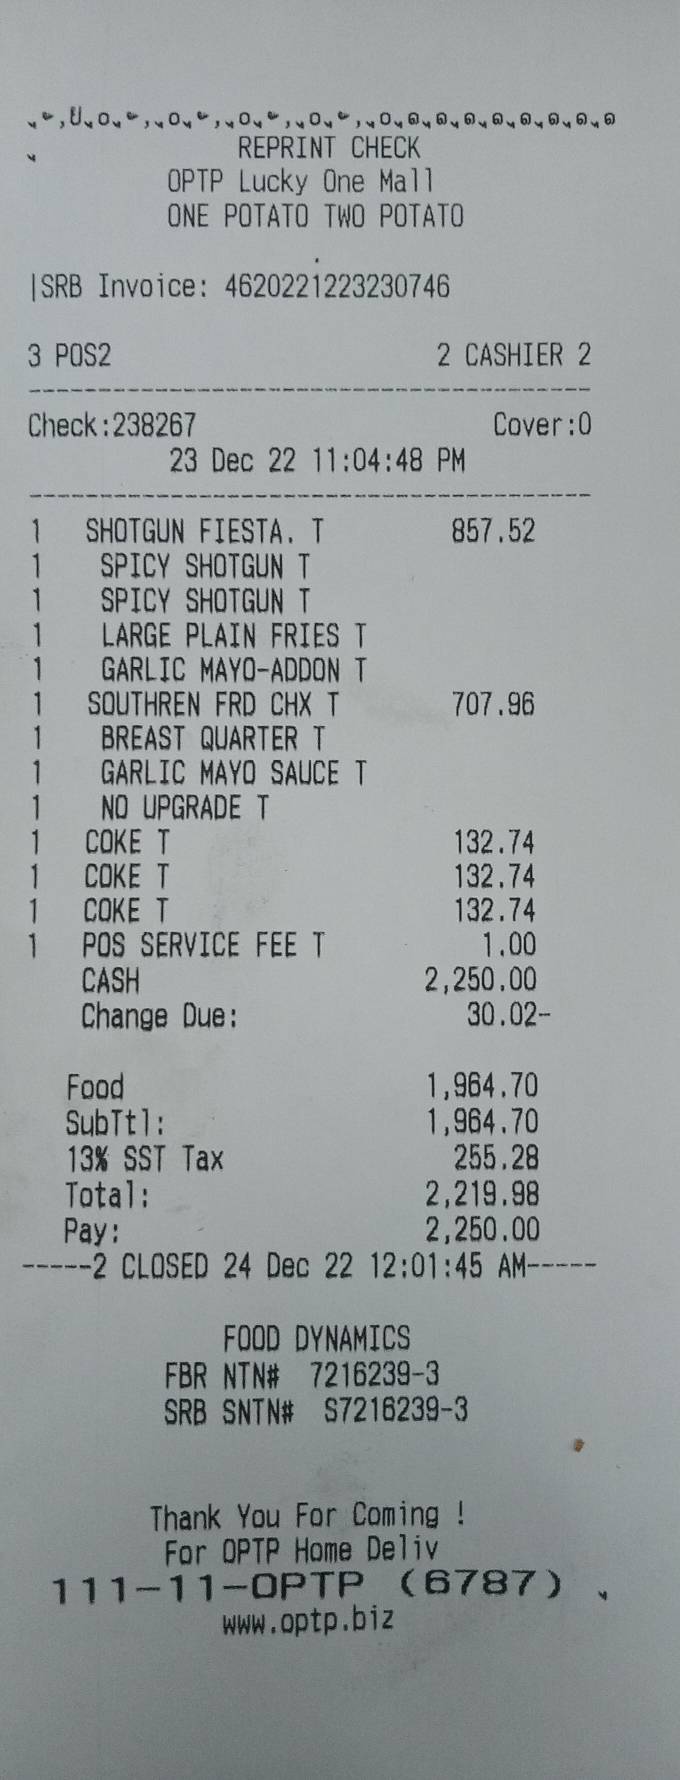 REPRINT CHECK
OPTP Lucky One Mall
ONE POTATO TWO POTATO
|SRB Invoice: 4620221223230746
3 POS2 2 CASHIER 2
----------------------------------------
Check:238267 Cover:0
23 Dec 22 11:04:48 PM
----------------------------------------
1 SHOTGUN FIESTA. T 857.52
1 SPICY SHOTGUN T
1 SPICY SHOTGUN T
1 LARGE PLAIN FRIES T
1 GARLIC MAYO-ADDON T
1 SOUTHREN FRD CHX T 707.96
1 BREAST QUARTER T
1 GARLIC MAYO SAUCE T
1 NO UPGRADE T
1 COKE T 132.74
1 COKE T 132.74
1 COKE T 132.74
1 POS SERVICE FEE T 1.00
CASH 2,250.00
Change Due: 30.02-
Food 1,964.70
SubTtl: 1,964.70
13% SST Tax 255.28
Total: 2,219.98
Pay: 2,250.00
-----2 CLOSED 24 Dec 22 12:01:45 AM-----
FOOD DYNAMICS
FBR NTN# 7216239-3
SRB SNTN# S7216239-3
Thank You For Coming !
For OPTP Home Deliv
111-11-OPTP (6787)
www.optp.biz